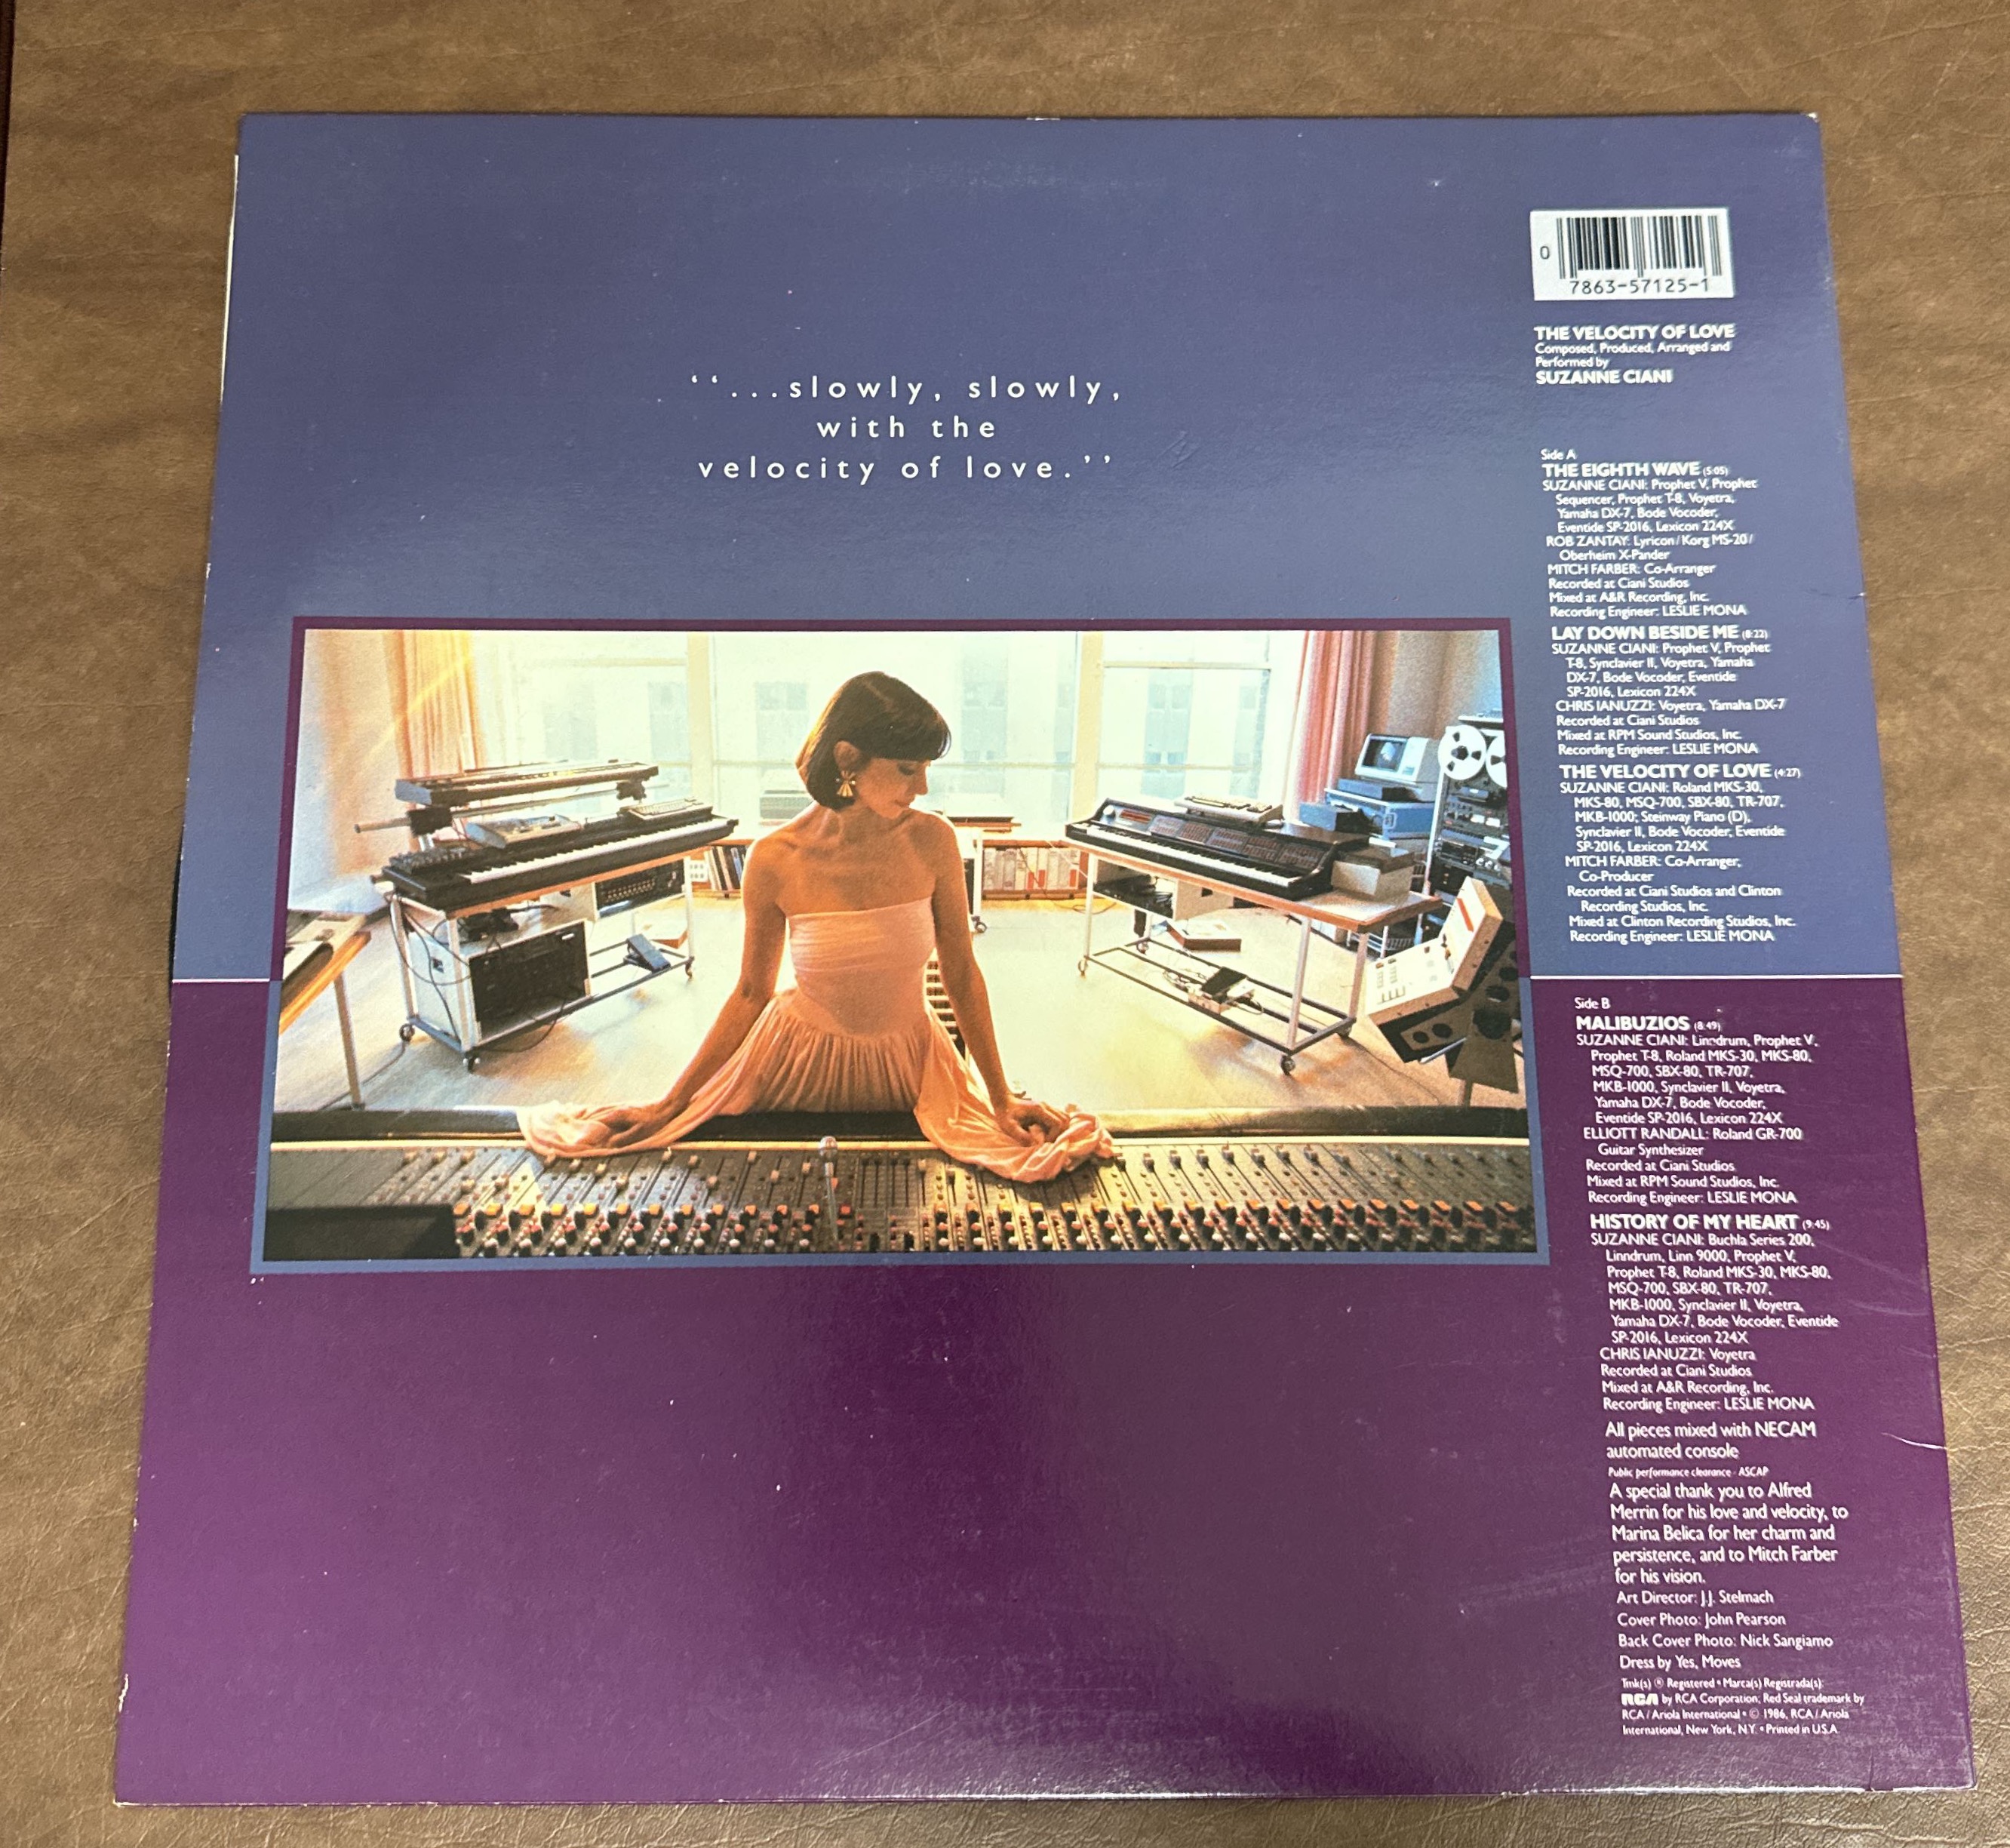 ‘‘...slowly, slowly,
with the
velocity of love.’’
0
7863-57125-1
THE VELOCITY OF LOVE
Composed, Produced, Arranged and
Performed by
SUZANNE CIANI
Side A
THE EIGHTH WAVE (5:05)
SUZANNE CIANI: Prophet V, Prophet
Sequencer, Prophet T-8, Voyetra,
Yamaha DX-7, Bode Vocoder,
Eventide SP-2016, Lexicon 224X
ROB ZANTAY: Lyricon/Korg MS-20/
Oberheim X-Pander
MITCH FARBER: Co-Arranger
Recorded at Ciani Studios
Mixed at A&R Recording, Inc.
Recording Engineer: LESLIE MONA
LAY DOWN BESIDE ME (8:22)
SUZANNE CIANI: Prophet V, Prophet
T-8, Synclavier II, Voyetra, Yamaha
DX-7, Bode Vocoder, Eventide
SP-2016, Lexicon 224X
CHRIS IANUZZI: Voyetra, Yamaha DX-7
Recorded at Ciani Studios
Mixed at RPM Sound Studios, Inc.
Recording Engineer: LESLIE MONA
THE VELOCITY OF LOVE (4:27)
SUZANNE CIANI: Roland MKS-30,
MKS-80, MSQ-700, SBX-80, TR-707,
MKB-1000; Steinway Piano (D),
Synclavier II, Bode Vocoder, Eventide
SP-2016, Lexicon 224X
MITCH FARBER: Co-Arranger,
Co-Producer
Recorded at Ciani Studios and Clinton
Recording Studios, Inc.
Mixed at Clinton Recording Studios, Inc.
Recording Engineer: LESLIE MONA
Side B
MALIBUZIOS (8:49)
SUZANNE CIANI: Linndrum, Prophet V,
Prophet T-8, Roland MKS-30, MKS-80,
MSQ-700, SBX-80, TR-707,
MKB-1000, Synclavier II, Voyetra,
Yamaha DX-7, Bode Vocoder,
Eventide SP-2016, Lexicon 224X
ELLIOTT RANDALL: Roland GR-700
Guitar Synthesizer
Recorded at Ciani Studios
Mixed at RPM Sound Studios, Inc.
Recording Engineer: LESLIE MONA
HISTORY OF MY HEART (9:45)
SUZANNE CIANI: Buchla Series 200,
Linndrum, Linn 9000, Prophet V,
Prophet T-8, Roland MKS-30, MKS-80,
MSQ-700, SBX-80, TR-707,
MKB-1000, Synclavier II, Voyetra,
Yamaha DX-7, Bode Vocoder, Eventide
SP-2016, Lexicon 224X
CHRIS IANUZZI: Voyetra
Recorded at Ciani Studios
Mixed at A&R Recording, Inc.
Recording Engineer: LESLIE MONA
All pieces mixed with NECAM
automated console
Public performance clearance - ASCAP
A special thank you to Alfred
Merrin for his love and velocity, to
Marina Belica for her charm and
persistence, and to Mitch Farber
for his vision.
Art Director: J.J. Stelmach
Cover Photo: John Pearson
Back Cover Photo: Nick Sangiamo
Dress by Yes, Moves
Tmk(s) ® Registered • Marca(s) Registrada(s)
RCA by RCA Corporation; Red Seal trademark by
RCA / Ariola International • © 1986, RCA / Ariola
International, New York, N.Y. • Printed in U.S.A.